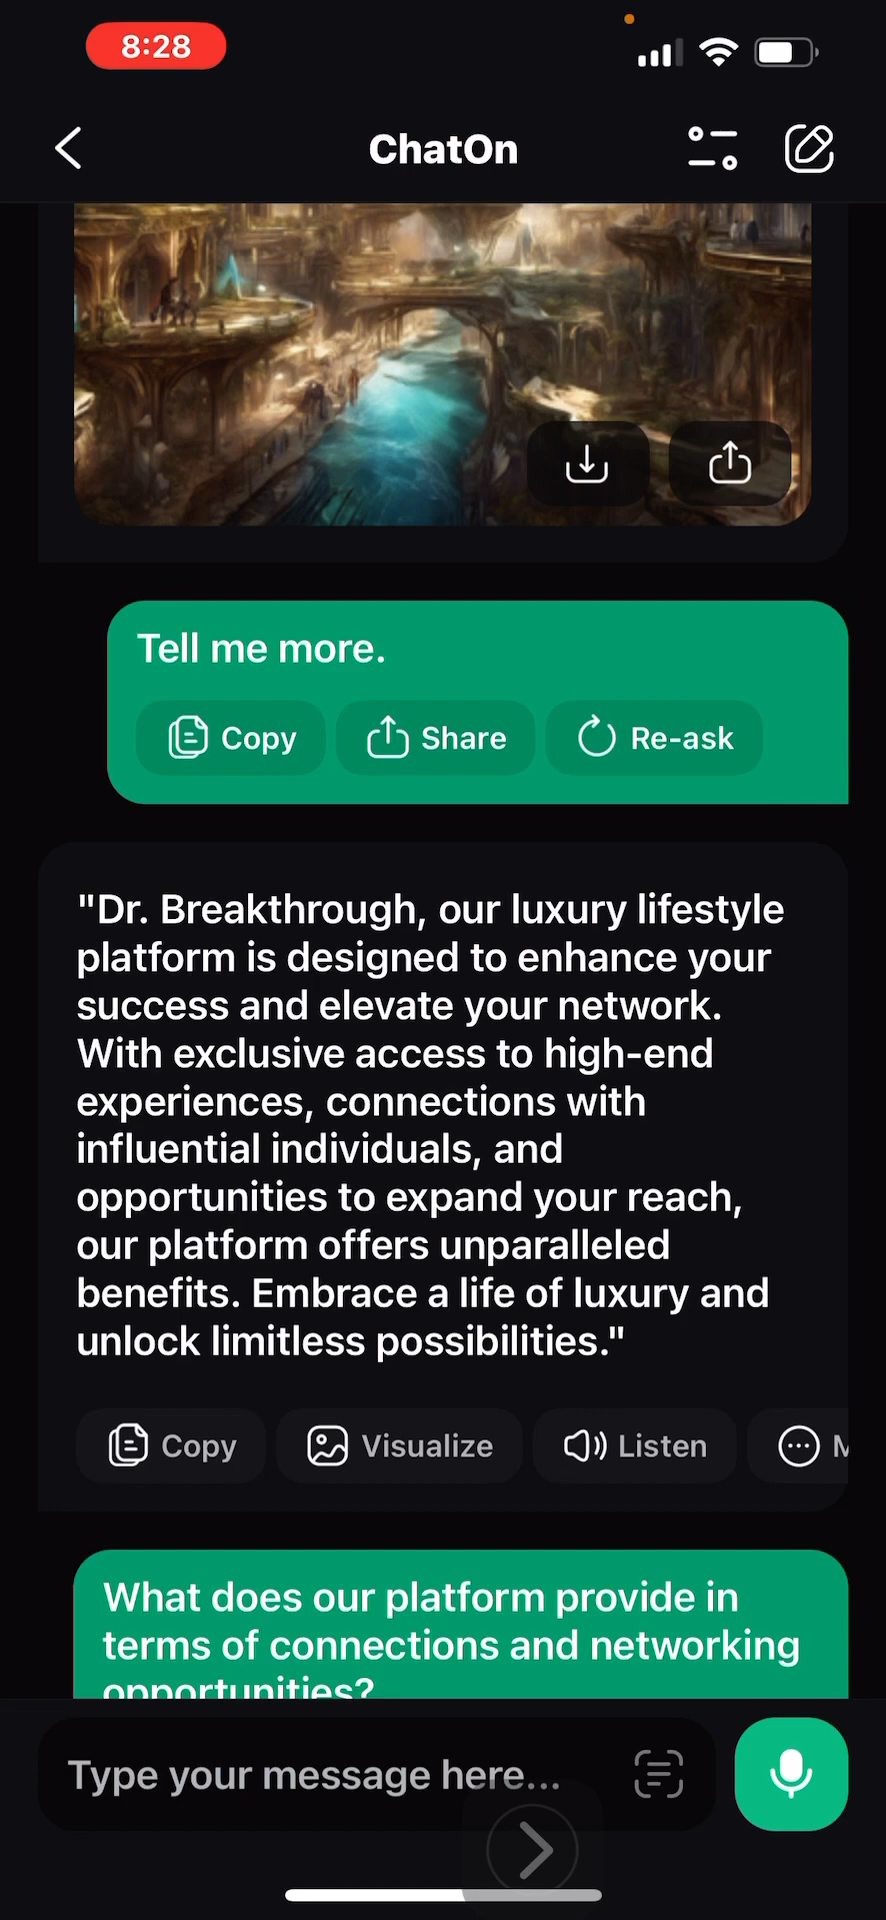 8:28
ChatOn
Tell me more.
Copy Share Re-ask
"Dr. Breakthrough, our luxury lifestyle
platform is designed to enhance your
success and elevate your network.
With exclusive access to high-end
experiences, connections with
influential individuals, and
opportunities to expand your reach,
our platform offers unparalleled
benefits. Embrace a life of luxury and
unlock limitless possibilities."
Copy Visualize Listen
What does our platform provide in
terms of connections and networking
opportunities?
Type your message here...